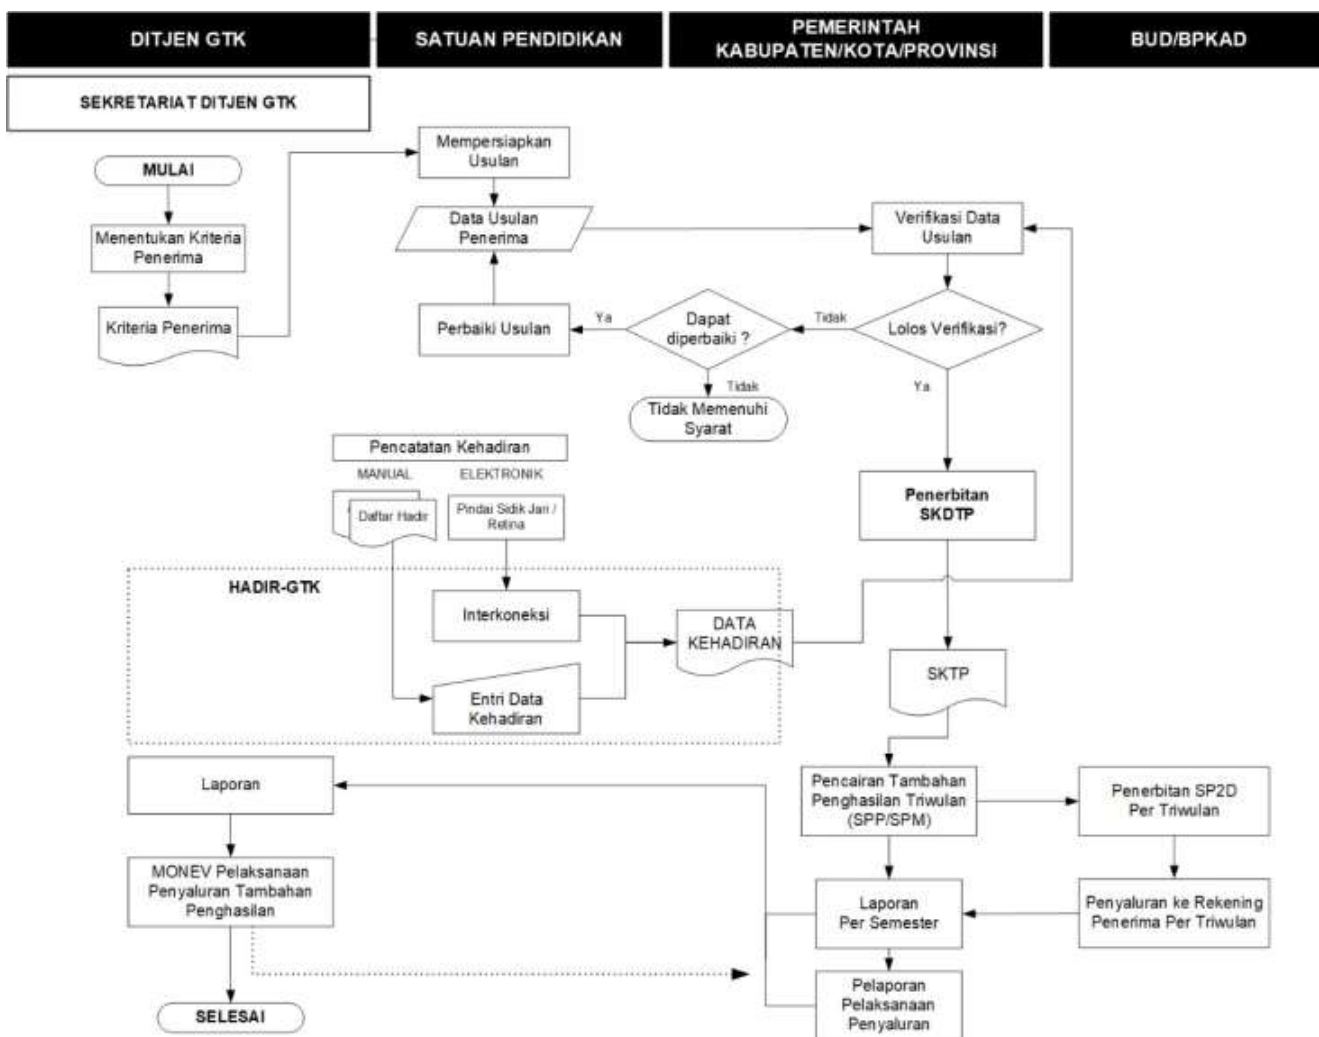 DITJEN GTK
SATUAN PENDIDIKAN
PEMERINTAH
KABUPATEN/KOTA/PROVINSI
BUD/BPKAD
SEKRETARIAT DITJEN GTK
MULAI
Menentukan Kriteria
Penerima
Kriteria Penerima
Mempersiapkan
Usulan
Data Usulan
Penerima
Perbaiki Usulan
Ya
Dapat
diperbaiki ?
Tidak
Tidak
Tidak Memenuhi
Syarat
Verifikasi Data
Usulan
Lolos Verifikasi?
Ya
Penerbitan
SKDTP
Pencatatan Kehadiran
MANUAL
ELEKTRONIK
Daftar Hadir
Pindai Sidik Jari /
Retina
HADIR-GTK
Interkoneksi
Entri Data
Kehadiran
DATA
KEHADIRAN
SKTP
Pencairan Tambahan
Penghasilan Triwulan
(SPP/SPM)
Penerbitan SP2D
Per Triwulan
Penyaluran ke Rekening
Penerima Per Triwulan
Laporan
Per Semester
Pelaporan
Pelaksanaan
Penyaluran
Laporan
MONEV Pelaksanaan
Penyaluran Tambahan
Penghasilan
SELESAI